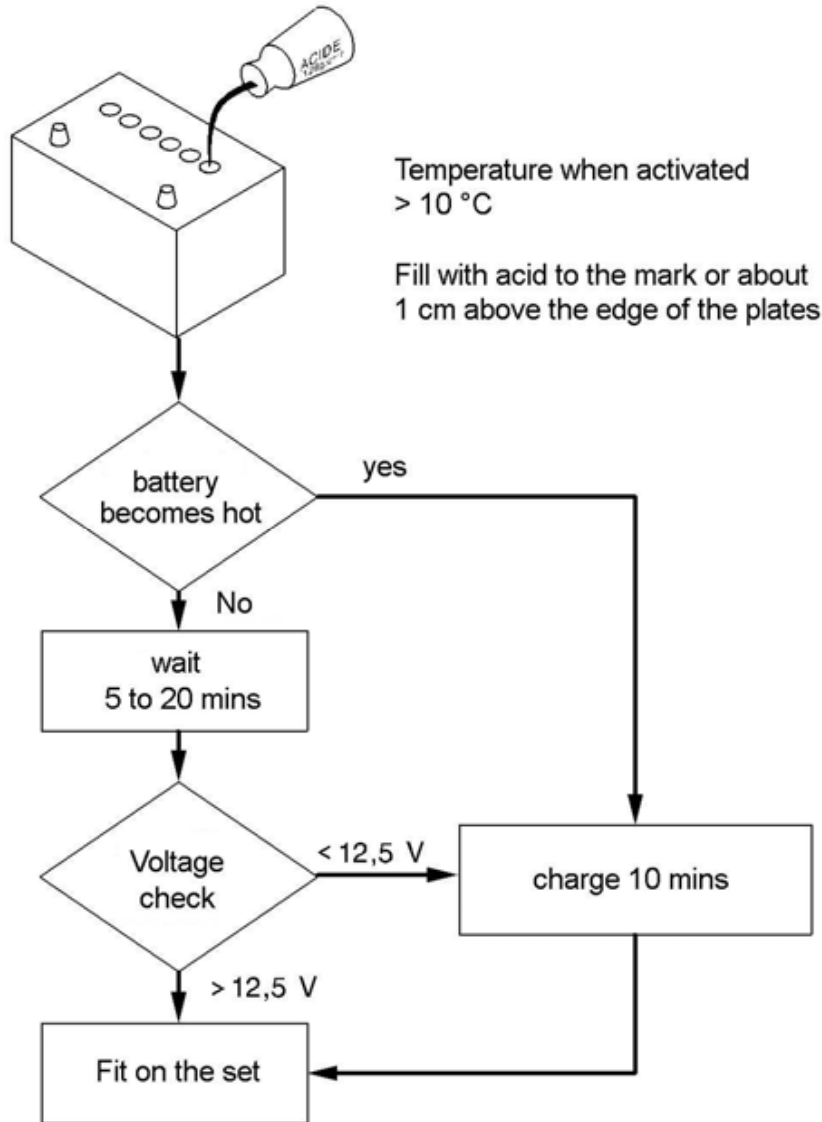 ACIDE
Temperature when activated
> 10 °C
Fill with acid to the mark or about
1 cm above the edge of the plates
battery
becomes hot
yes
No
wait
5 to 20 mins
Voltage
check
< 12,5 V
charge 10 mins
> 12,5 V
Fit on the set